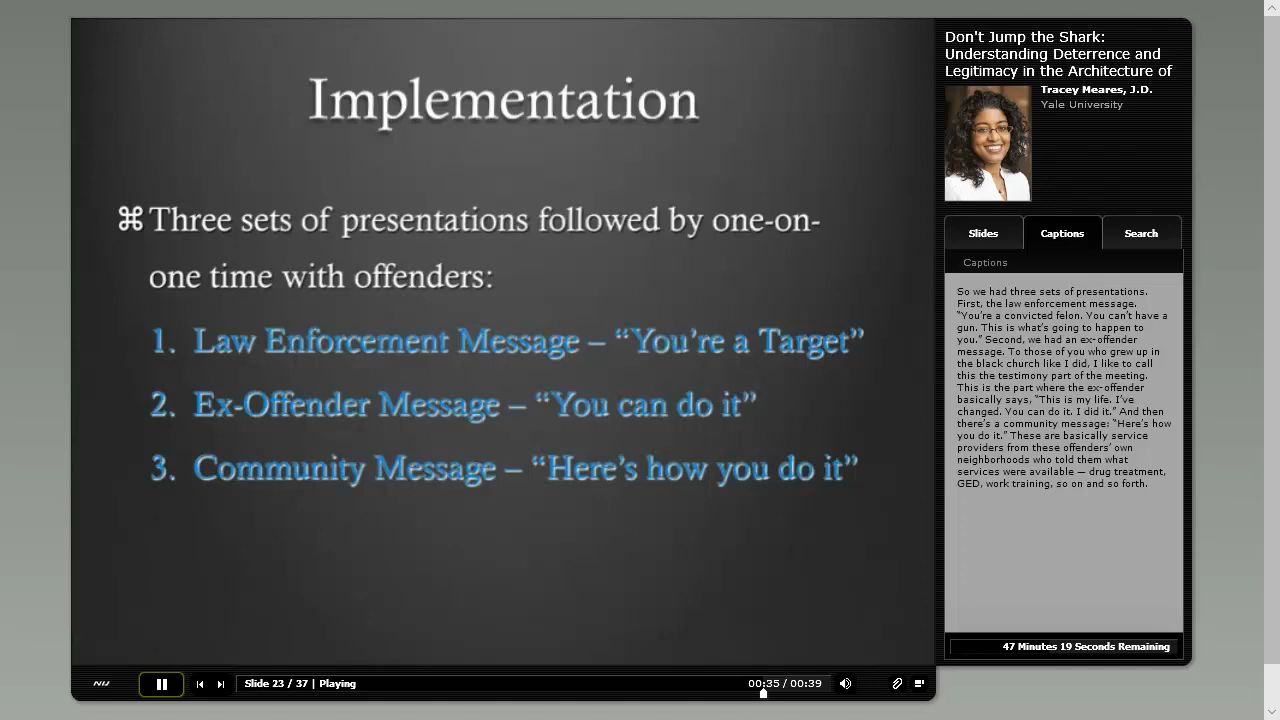 Implementation
⌘ Three sets of presentations followed by one-on-
one time with offenders:
1. Law Enforcement Message – “You’re a Target”
2. Ex-Offender Message – “You can do it”
3. Community Message – “Here’s how you do it”
Slide 23 / 37 | Playing
00:35 / 00:39
Don't Jump the Shark:
Understanding Deterrence and
Legitimacy in the Architecture of
Tracey Meares, J.D.
Yale University
Slides
Captions
Search
Captions
So we had three sets of presentations.
First, the law enforcement message.
“You’re a convicted felon. You can’t have a
gun. This is what’s going to happen to
you.” Second, we had an ex-offender
message. To those of you who grew up in
the black church like I did, I like to call
this the testimony part of the meeting.
This is the part where the ex-offender
basically says, “This is my life. I’ve
changed. You can do it. I did it.” And then
there’s a community message: “Here’s how
you do it.” These are basically service
providers from these offenders’ own
neighborhoods who told them what
services were available — drug treatment,
GED, work training, so on and so forth.
47 Minutes 19 Seconds Remaining